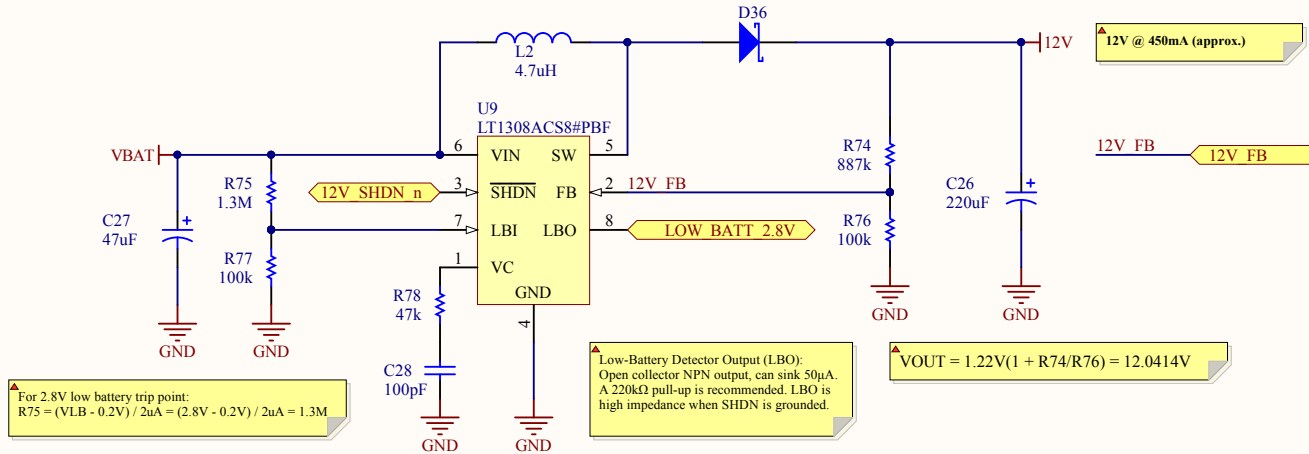 D36
L2
4.7uH
12V
12V @ 450mA (approx.)
U9
LT1308ACS8#PBF
VBAT
6
VIN
SW
5
R74
887k
12V_FB
12V_FB
R75
1.3M
12V_SHDN_n
3
SHDN
FB
2
12V_FB
C26
220uF
C27
47uF
7
LBI
LBO
8
LOW_BATT_2.8V
R76
100k
R77
100k
1
VC
GND
4
R78
47k
C28
100pF
GND
GND
GND
GND
GND
GND
Low-Battery Detector Output (LBO):
Open collector NPN output, can sink 50µA.
A 220kΩ pull-up is recommended. LBO is
high impedance when SHDN is grounded.
VOUT = 1.22V(1 + R74/R76) = 12.0414V
For 2.8V low battery trip point:
R75 = (VLB - 0.2V) / 2uA = (2.8V - 0.2V) / 2uA = 1.3M